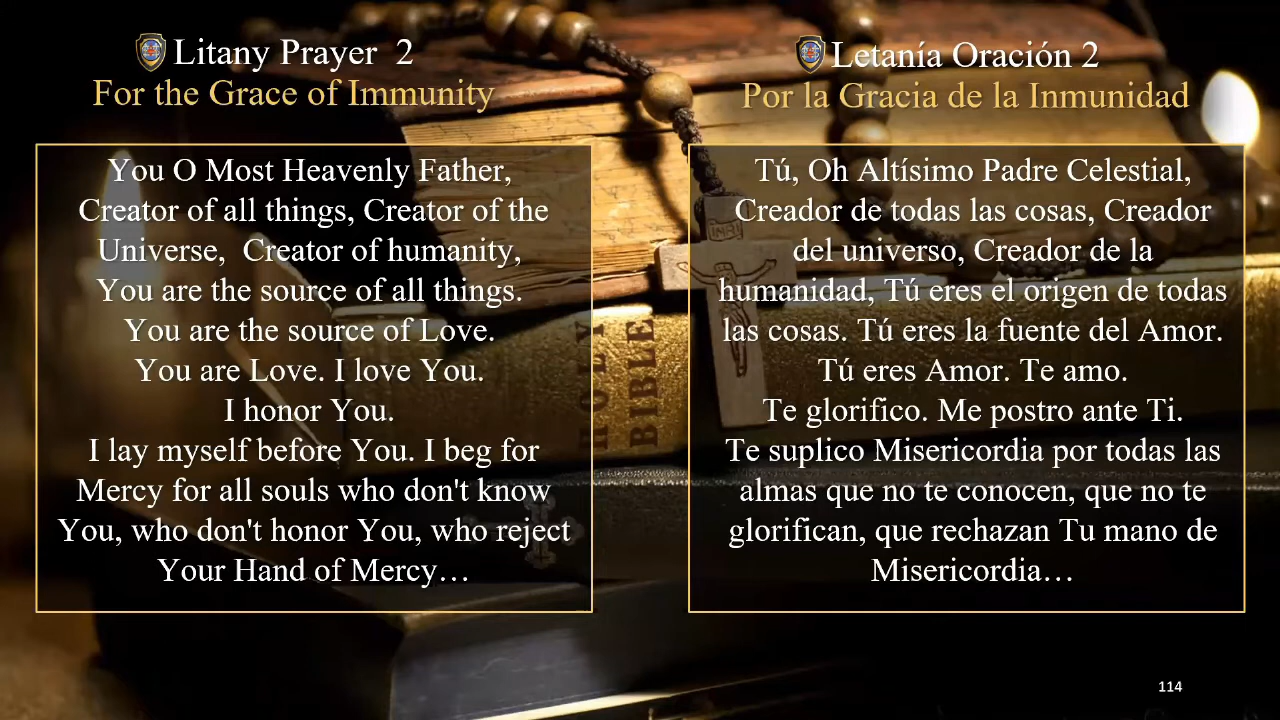 Litany Prayer 2
For the Grace of Immunity
You O Most Heavenly Father,
Creator of all things, Creator of the
Universe, Creator of humanity,
You are the source of all things.
You are the source of Love.
You are Love. I love You.
I honor You.
I lay myself before You. I beg for
Mercy for all souls who don't know
You, who don't honor You, who reject
Your Hand of Mercy…
Letanía Oración 2
Por la Gracia de la Inmunidad
Tú, Oh Altísimo Padre Celestial,
Creador de todas las cosas, Creador
del universo, Creador de la
humanidad, Tú eres el origen de todas
las cosas. Tú eres la fuente del Amor.
Tú eres Amor. Te amo.
Te glorifico. Me postro ante Ti.
Te suplico Misericordia por todas las
almas que no te conocen, que no te
glorifican, que rechazan Tu mano de
Misericordia…
INRI
HOLY
BIBLE
114